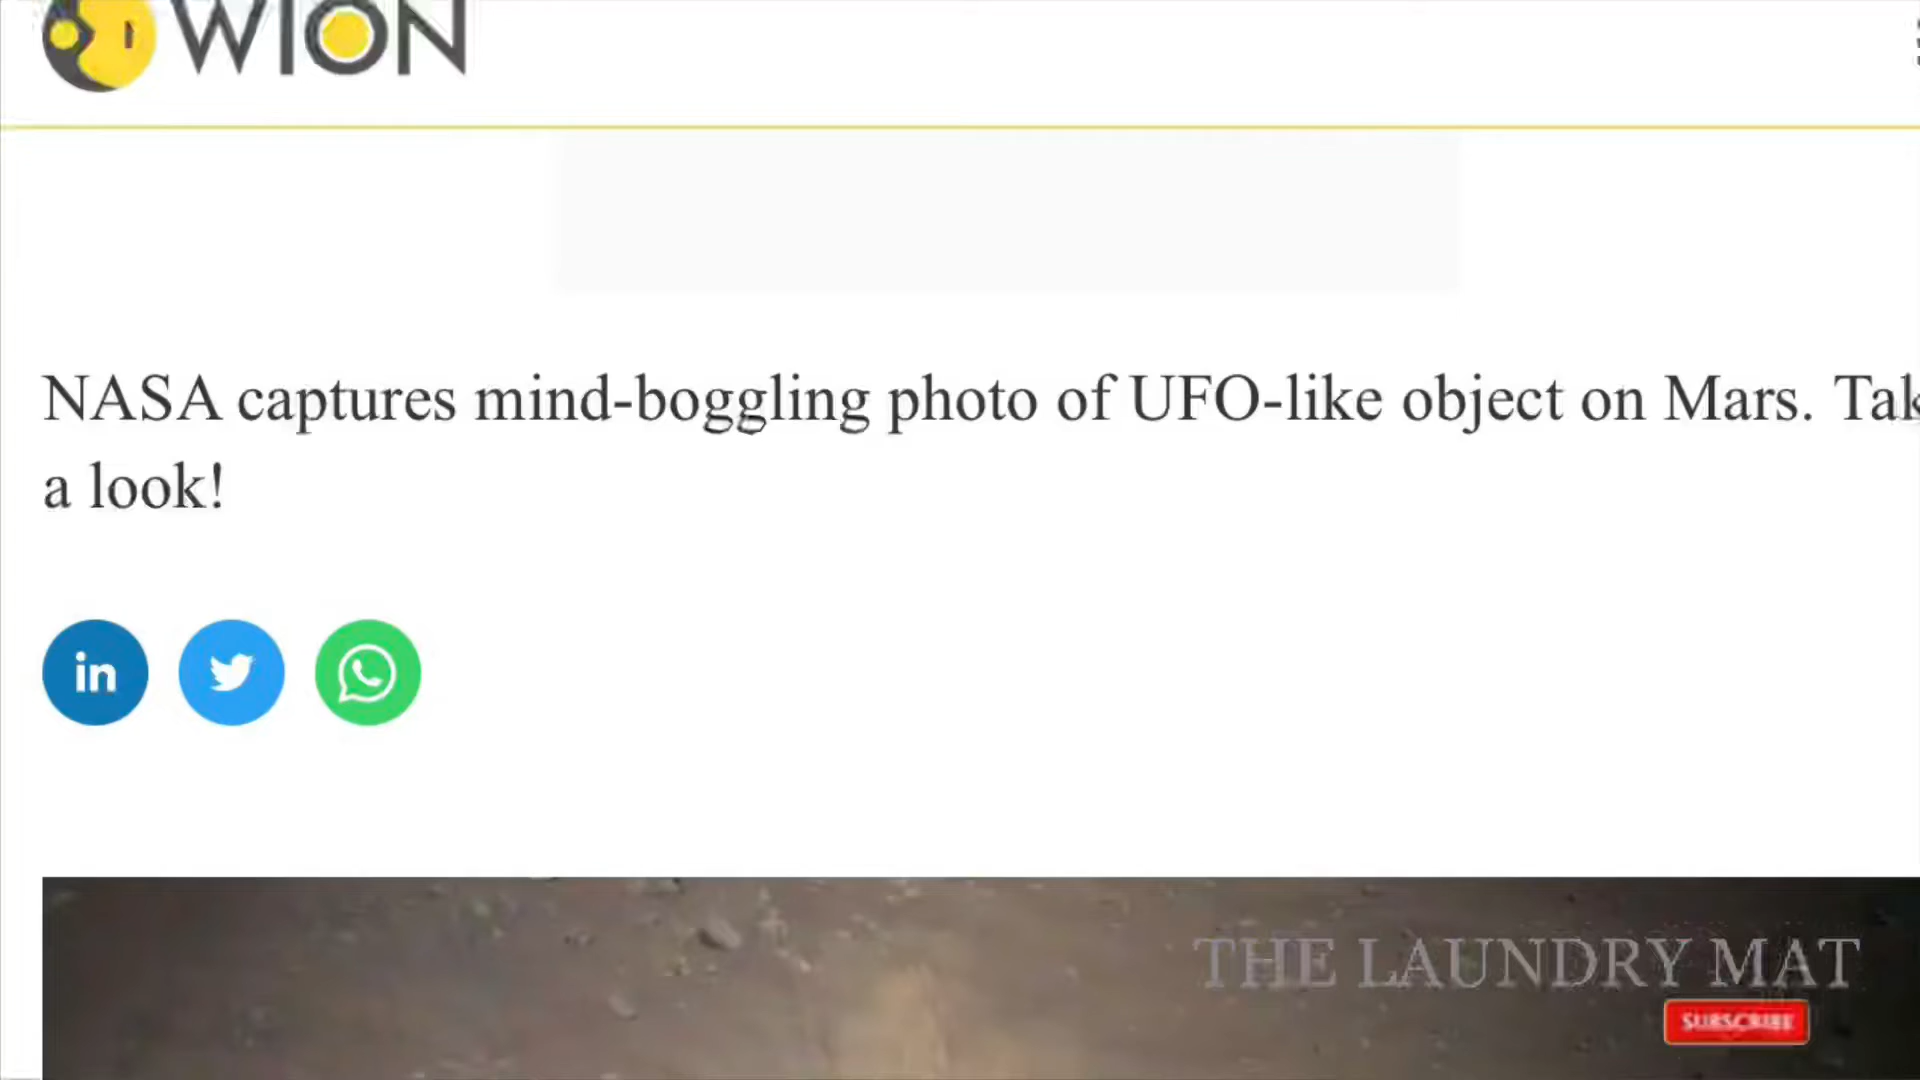 WION
NASA captures mind-boggling photo of UFO-like object on Mars. Tak
a look!
in
THE LAUNDRY MAT
SUBSCRIBE